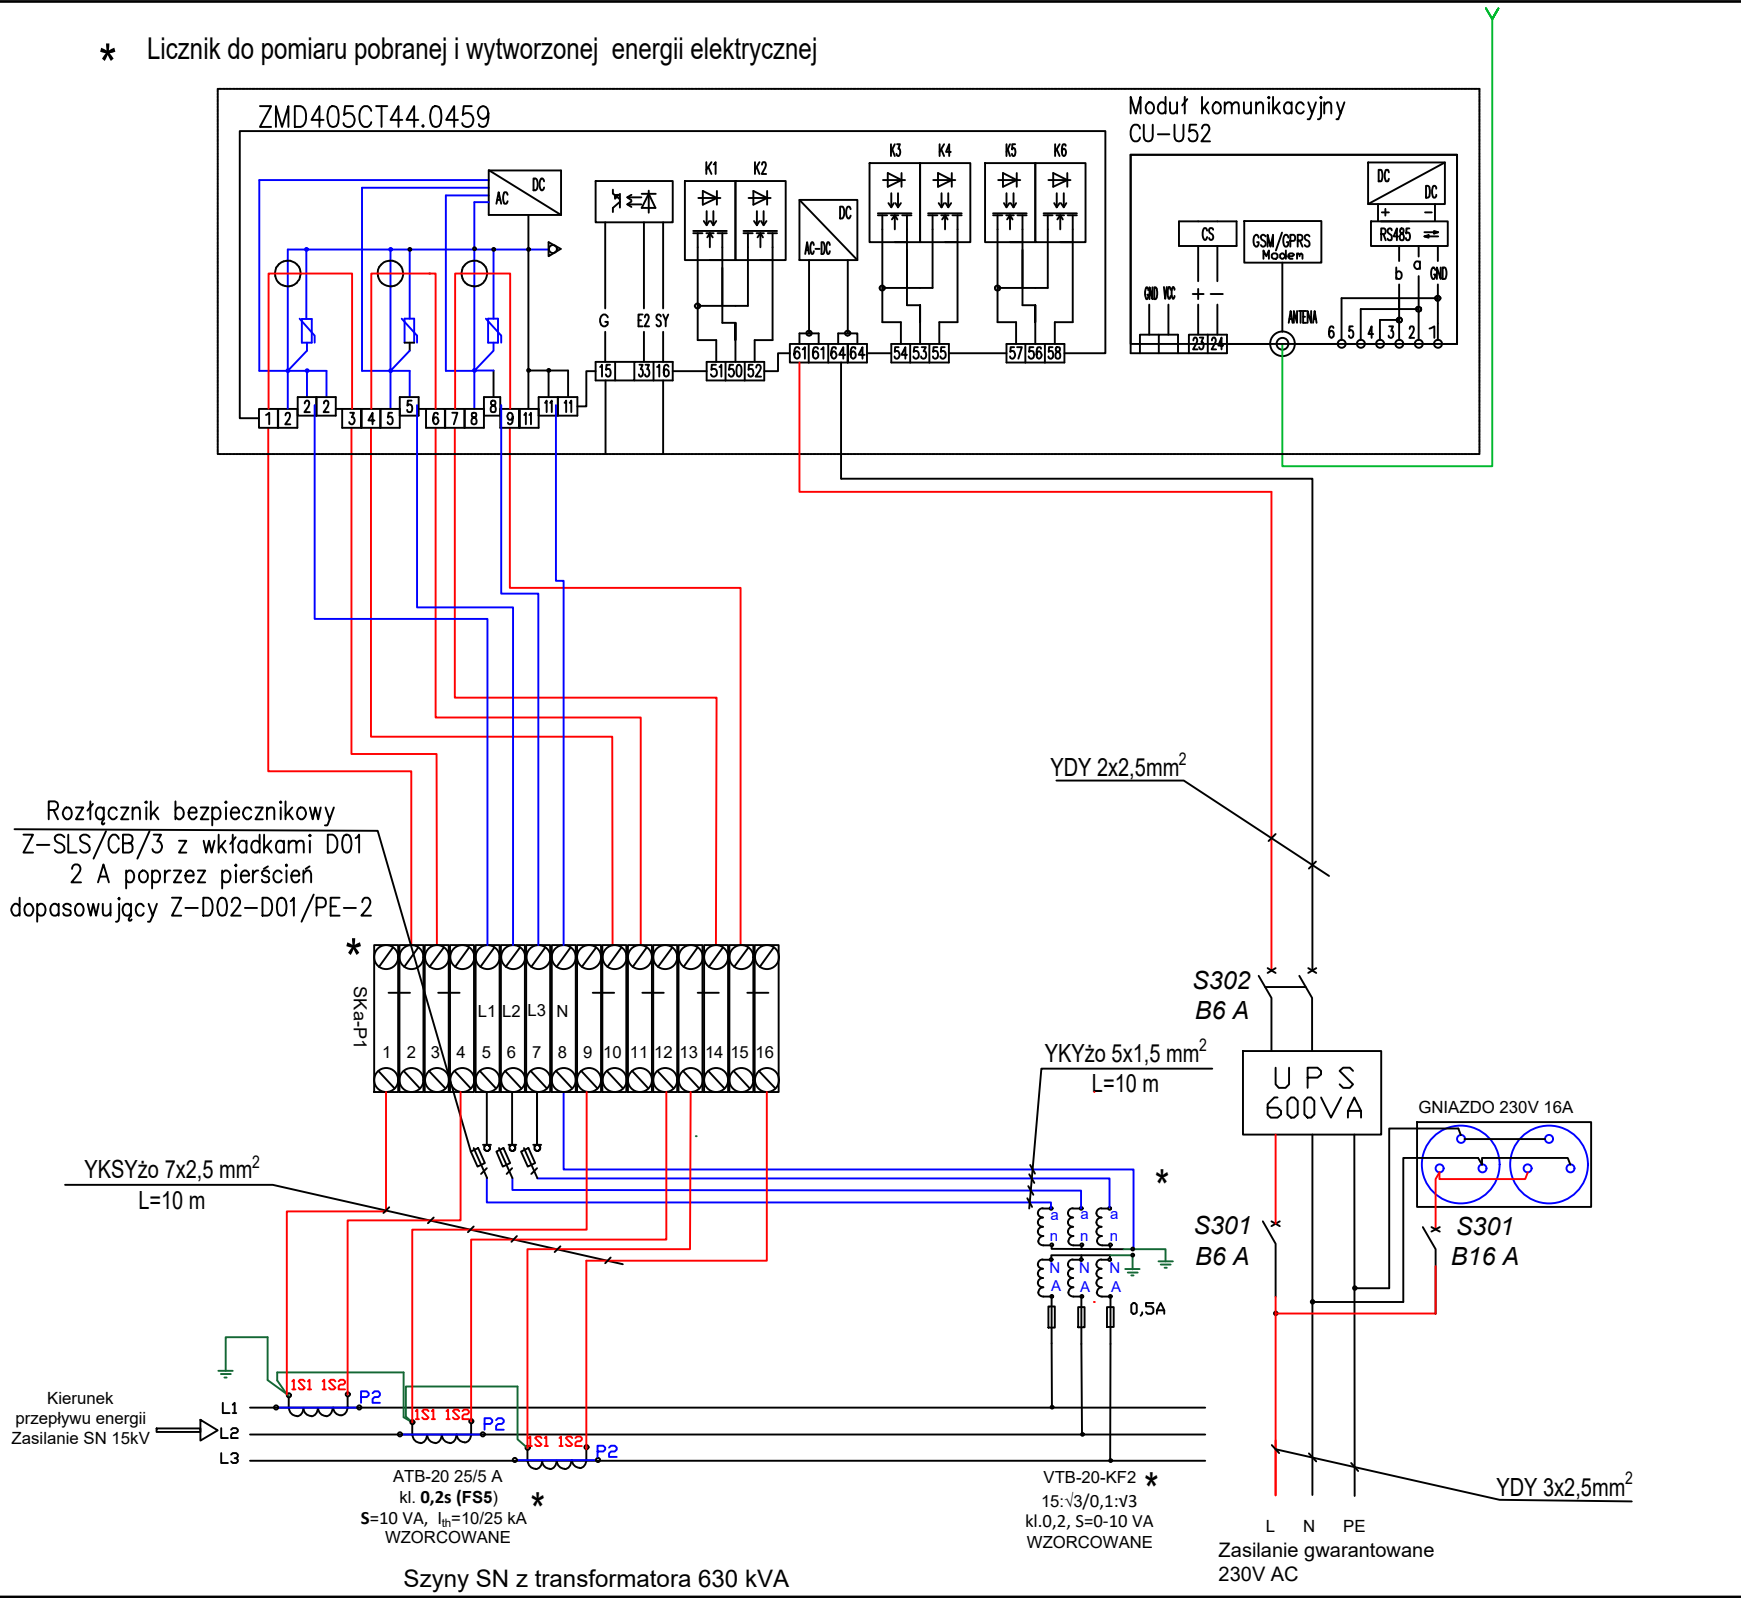 * Licznik do pomiaru pobranej i wytworzonej energii elektrycznej
ZMD405CT44.0459
Moduł komunikacyjny
CU-U52
AC DC
K1 K2
AC-DC DC
K3 K4
K5 K6
DC DC
+ -
RS485
CS
GSM/GPRS
Modem
b a GND
GND VCC + -
ANTENA
G E2 SY
6 5 4 3 2 1
23 24
61 61 64 64
54 53 55
57 56 58
15 33 16
51 50 52
2 2 5 8 11 11
1 2 3 4 5 6 7 8 9 11
YDY 2x2,5mm2
Rozłącznik bezpiecznikowy
Z-SLS/CB/3 z wkładkami D01
2 A poprzez pierścień
dopasowujący Z-D02-D01/PE-2
*
SKa-P1
L1 L2 L3 N
1 2 3 4 5 6 7 8 9 10 11 12 13 14 15 16
S302
B6 A
YKYżo 5x1,5 mm2
L=10 m
UPS
600VA
GNIAZDO 230V 16A
YKSYżo 7x2,5 mm2
L=10 m
*
a a a
n n n
N N N
A A A
0,5A
S301
B6 A
S301
B16 A
Kierunek
przepływu energii
Zasilanie SN 15kV
L1
L2
L3
1S1 1S2 P2
1S1 1S2 P2
1S1 1S2 P2
ATB-20 25/5 A
kl. 0,2s (FS5) *
S=10 VA, Ith=10/25 kA
WZORCOWANE
VTB-20-KF2 *
15:√3/0,1:√3
kl.0,2, S=0-10 VA
WZORCOWANE
YDY 3x2,5mm2
L N PE
Zasilanie gwarantowane
230V AC
Szyny SN z transformatora 630 kVA